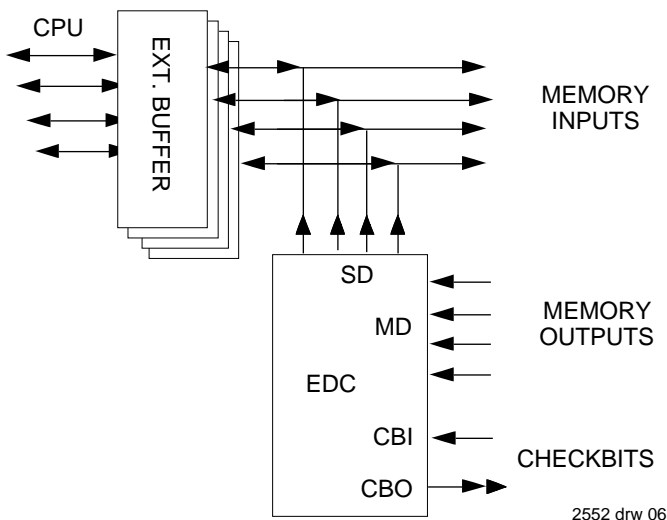 CPU
EXT. BUFFER
MEMORY
INPUTS
SD
MD
MEMORY
OUTPUTS
EDC
CBI
CHECKBITS
CBO
2552 drw 06